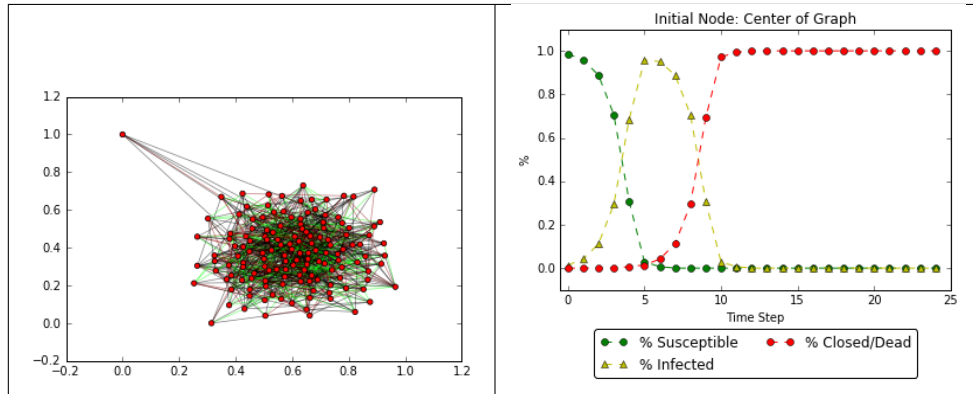 1.2
1.0
0.8
0.6
0.4
0.2
0.0
−0.2
−0.2 0.0 0.2 0.4 0.6 0.8 1.0 1.2
Initial Node: Center of Graph
1.0
0.8
0.6
0.4
0.2
0.0
%
0 5 10 15 20 25
Time Step
% Susceptible % Closed/Dead
% Infected